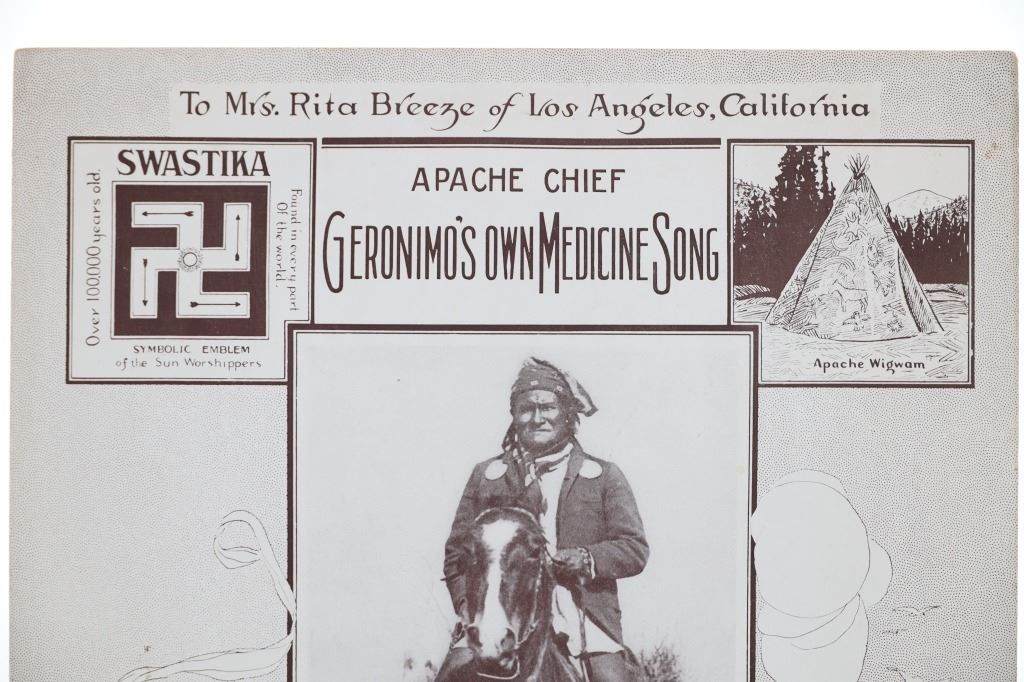 To Mrs. Rita Breeze of Los Angeles, California
SWASTIKA
Over 100,000 years old.
Found in every part
Of the world.
SYMBOLIC EMBLEM
of the Sun Worshippers
APACHE CHIEF
GERONIMO'S OWN MEDICINE SONG
Apache Wigwam